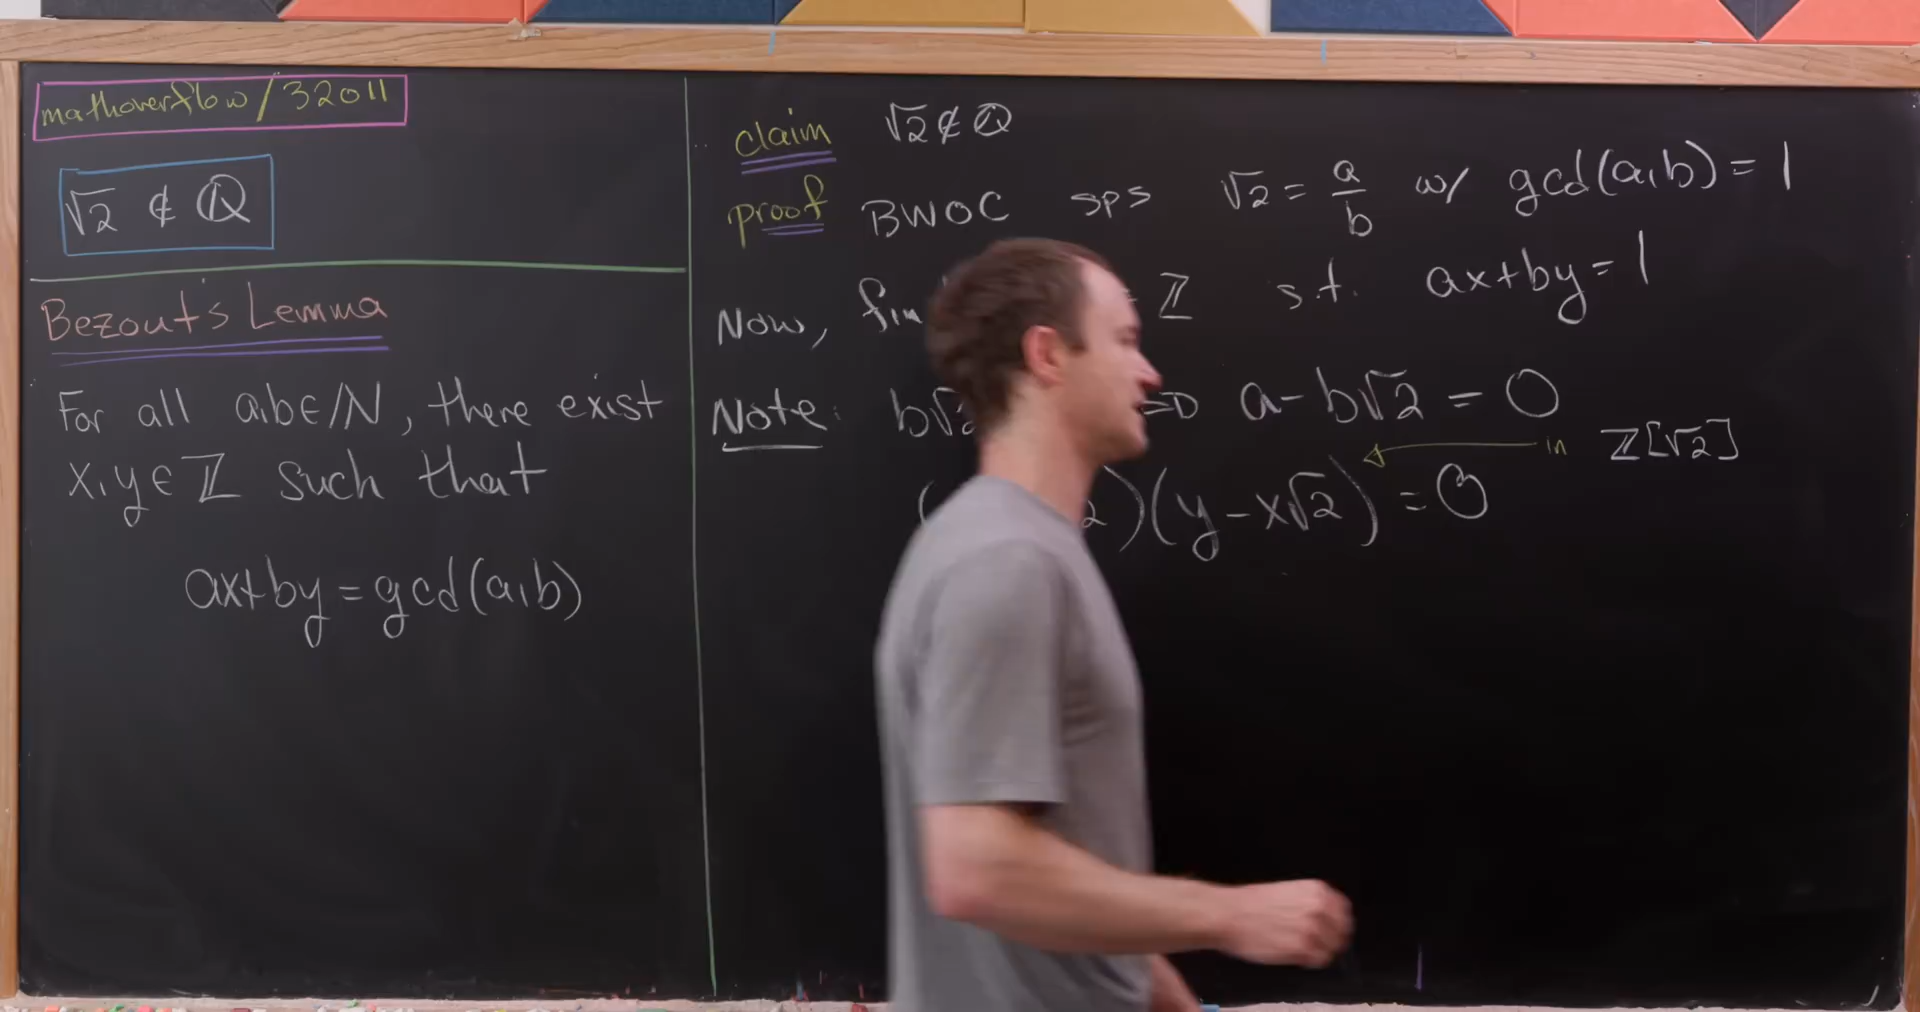 mathoverflow/32011
√2 ∉ ℚ
Bezout's Lemma
For all a,b∈ℕ, there exist
x,y∈ℤ such that
ax+by=gcd(a,b)
claim √2∉ℚ
proof BWOC sps √2 = a/b w/ gcd(a,b)=1
Now, ℤ s.t. ax+by=1
Note: ⇒ a-b√2=0
in ℤ[√2]
)(y-x√2)=0